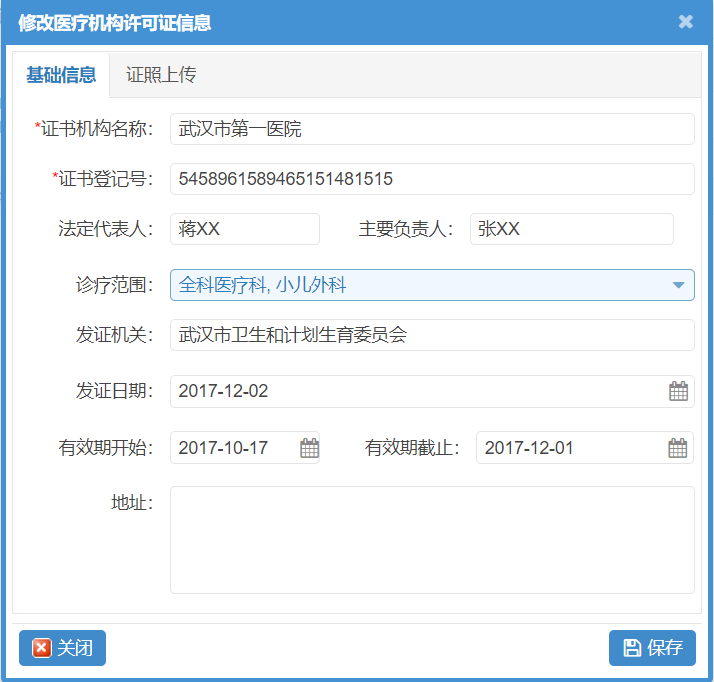 修改医疗机构许可证信息
基础信息 证照上传
*证书机构名称: 武汉市第一医院
*证书登记号: 5458961589465151481515
法定代表人: 蒋XX 主要负责人: 张XX
诊疗范围: 全科医疗科, 小儿外科
发证机关: 武汉市卫生和计划生育委员会
发证日期: 2017-12-02
有效期开始: 2017-10-17 有效期截止: 2017-12-01
地址:
关闭 保存